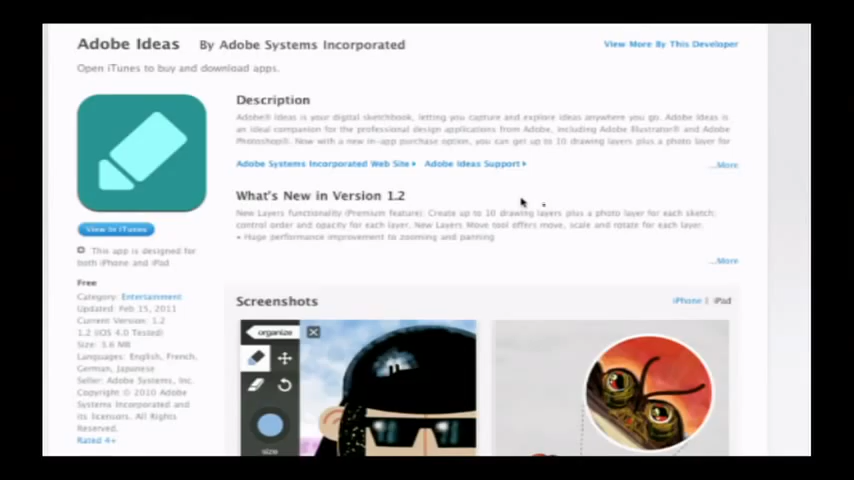 Adobe Ideas By Adobe Systems Incorporated
View More By This Developer
Open iTunes to buy and download apps.
Description
Adobe® Ideas is your digital sketchbook, letting you capture and explore ideas anywhere you go. Adobe Ideas is
an ideal companion for the professional design applications from Adobe, including Adobe Illustrator® and Adobe
Photoshop®. Now with a new in-app purchase option, you can get up to 10 drawing layers plus a photo layer for
Adobe Systems Incorporated Web Site
Adobe Ideas Support
...More
What's New in Version 1.2
New Layers functionality (Premium feature): Create up to 10 drawing layers plus a photo layer for each sketch;
control order and opacity for each layer. New Layers Move tool offers move, scale and rotate for each layer.
• Huge performance improvement to zooming and panning
...More
View In iTunes
This app is designed for
both iPhone and iPad
Free
Category: Entertainment
Updated: Feb 15, 2011
Current Version: 1.2
1.2 (iOS 4.0 Tested)
Size: 3.6 MB
Languages: English, French,
German, Japanese
Seller: Adobe Systems, Inc.
Copyright © 2010 Adobe
Systems Incorporated and
its licensors. All Rights
Reserved.
Rated 4+
Screenshots
iPhone | iPad
organize
size